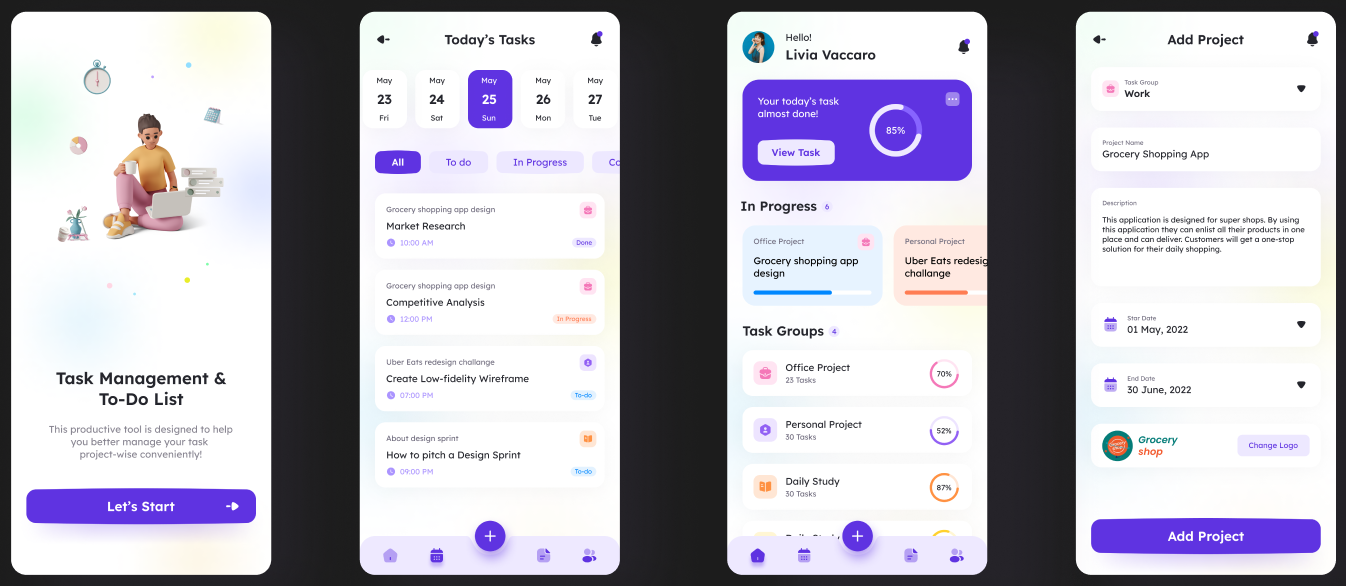 Task Management &
To-Do List
This productive tool is designed to help
you better manage your task
project-wise conveniently!
Let's Start
Today's Tasks
May
23
Fri
May
24
Sat
May
25
Sun
May
26
Mon
May
27
Tue
All
To do
In Progress
Co
Grocery shopping app design
Market Research
10:00 AM
Done
Grocery shopping app design
Competitive Analysis
12:00 PM
In Progress
Uber Eats redesign challange
Create Low-fidelity Wireframe
07:00 PM
To-do
About design sprint
How to pitch a Design Sprint
09:00 PM
To-do
Hello!
Livia Vaccaro
Your today's task
almost done!
85%
View Task
In Progress 6
Office Project
Grocery shopping app
design
Personal Project
Uber Eats redesig
challange
Task Groups 4
Office Project
23 Tasks
70%
Personal Project
30 Tasks
52%
Daily Study
30 Tasks
87%
Add Project
Task Group
Work
Project Name
Grocery Shopping App
Description
This application is designed for super shops. By using
this application they can enlist all their products in one
place and can deliver. Customers will get a one-stop
solution for their daily shopping.
Star Date
01 May, 2022
End Date
30 June, 2022
Grocery
shop
Change Logo
Add Project